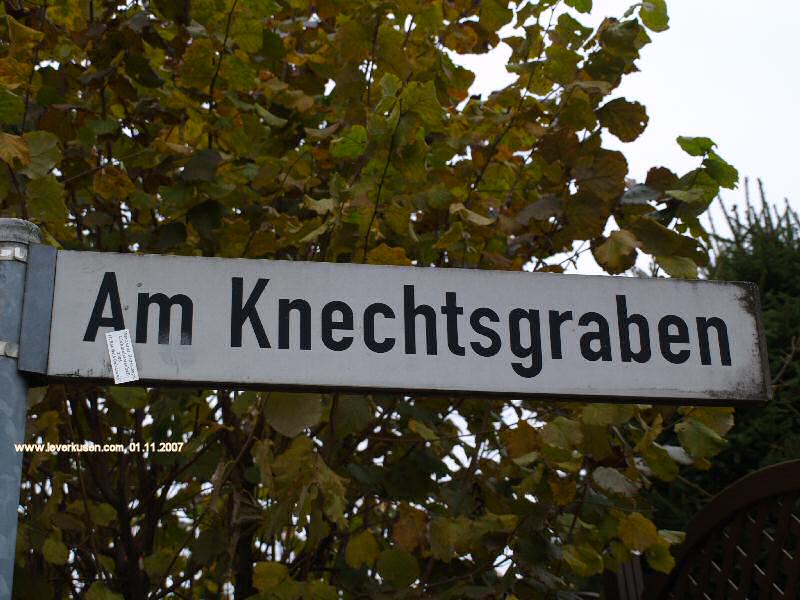 Am Knechtsgraben
www.leverkusen.com, 01.11.2007